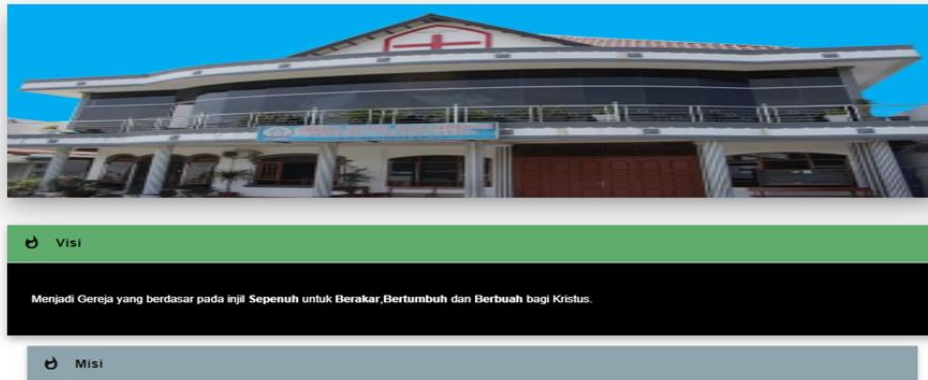 Visi
Menjadi Gereja yang berdasar pada injil Sepenuh untuk Berakar,Bertumbuh dan Berbuah bagi Kristus.
Misi